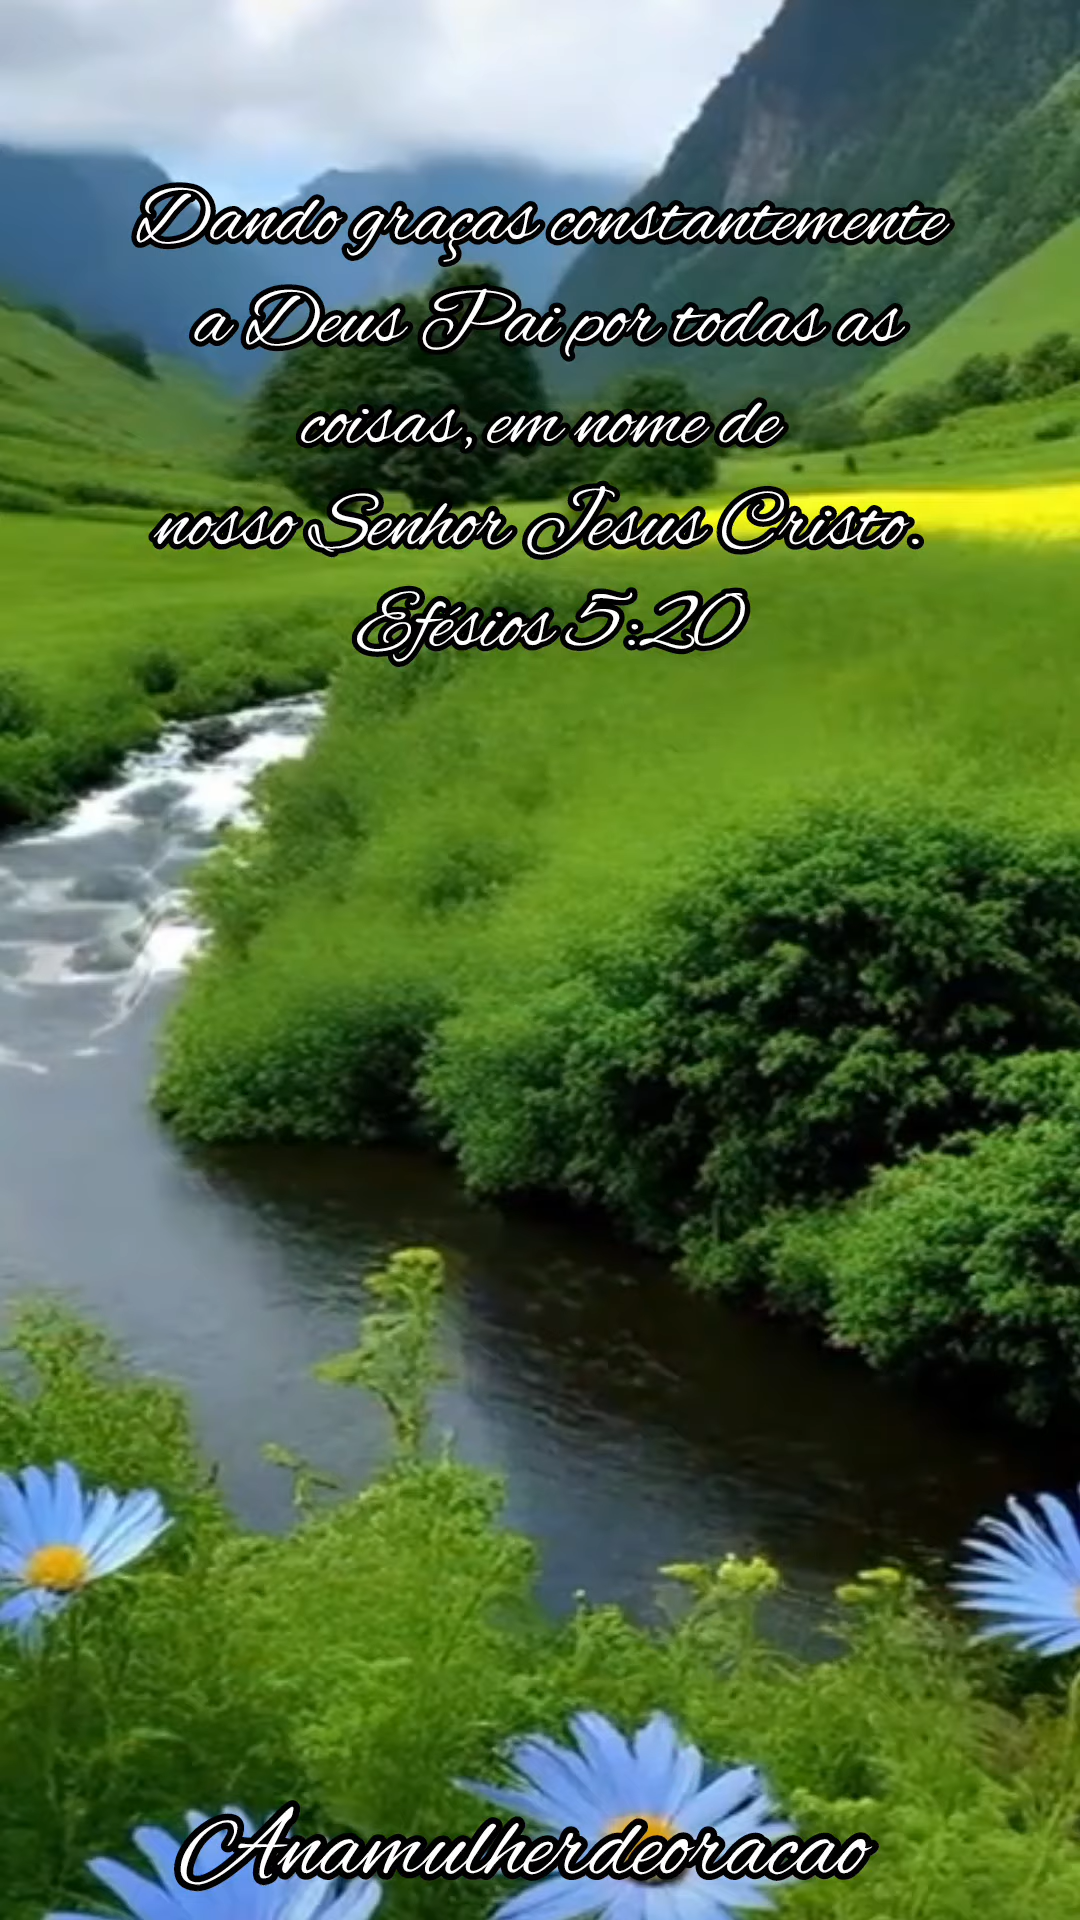 Dando graças constantemente
a Deus Pai por todas as
coisas, em nome de
nosso Senhor Jesus Cristo.
Efésios 5:20
Anamulherdeoracao